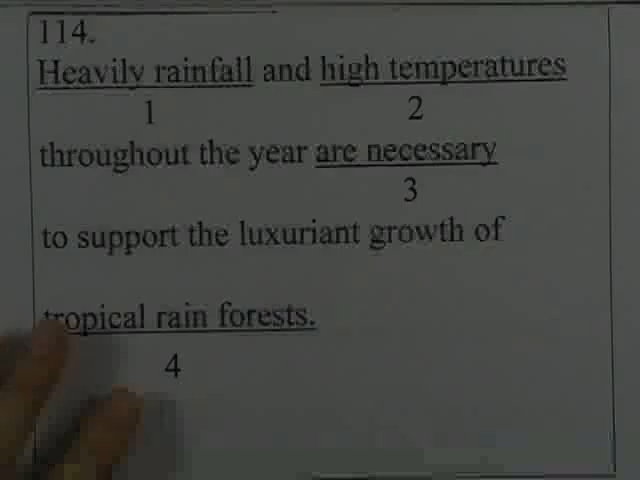 114.
Heavily rainfall and high temperatures
1 2
throughout the year are necessary
3
to support the luxuriant growth of
tropical rain forests.
4